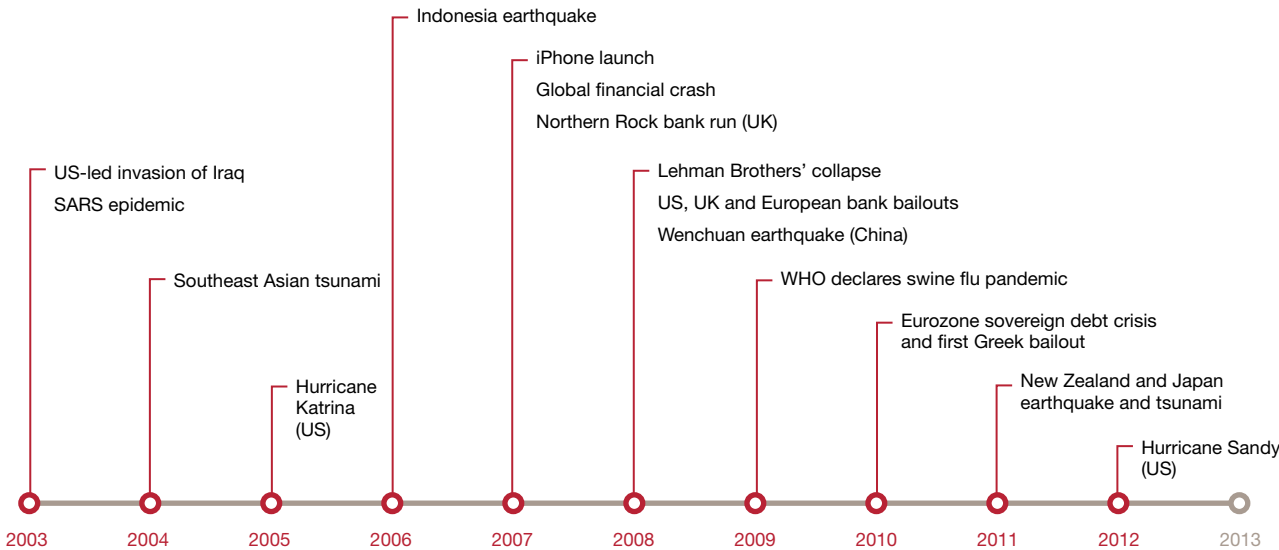 Indonesia earthquake
iPhone launch
Global financial crash
Northern Rock bank run (UK)
US-led invasion of Iraq
SARS epidemic
Lehman Brothers’ collapse
US, UK and European bank bailouts
Wenchuan earthquake (China)
Southeast Asian tsunami
WHO declares swine flu pandemic
Eurozone sovereign debt crisis
and first Greek bailout
Hurricane
Katrina
(US)
New Zealand and Japan
earthquake and tsunami
Hurricane Sandy
(US)
2003 2004 2005 2006 2007 2008 2009 2010 2011 2012 2013